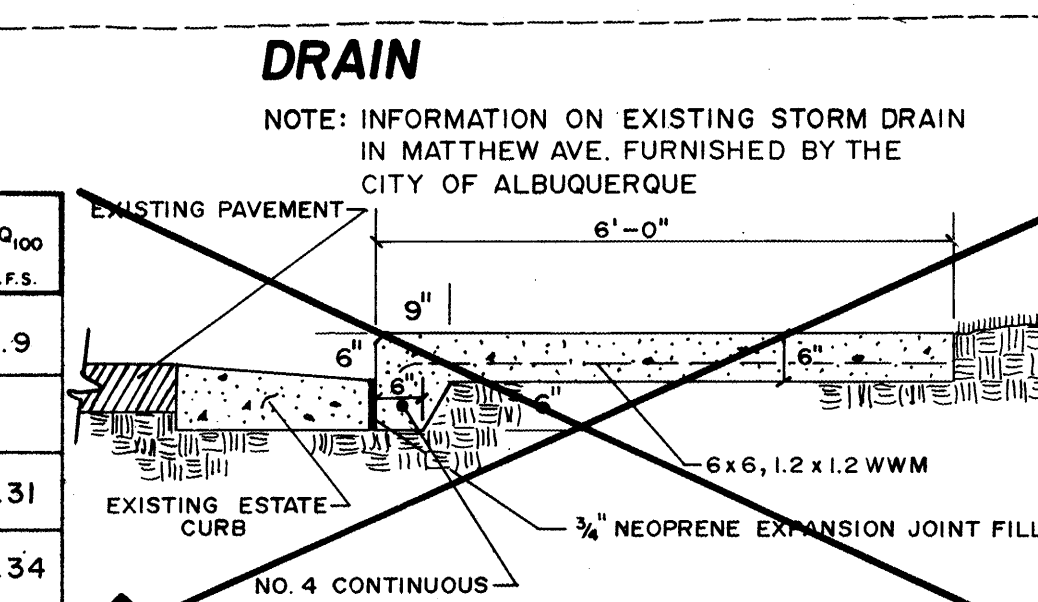 DRAIN
NOTE: INFORMATION ON EXISTING STORM DRAIN
IN MATTHEW AVE. FURNISHED BY THE
CITY OF ALBUQUERQUE
EXISTING PAVEMENT
6'-0"
Q100
.F.S.
9"
.9
6"
6"
6"
6"
6x6, 1.2 x 1.2 WWM
.31
EXISTING ESTATE
CURB
3/4" NEOPRENE EXPANSION JOINT FILL
.34
NO. 4 CONTINUOUS